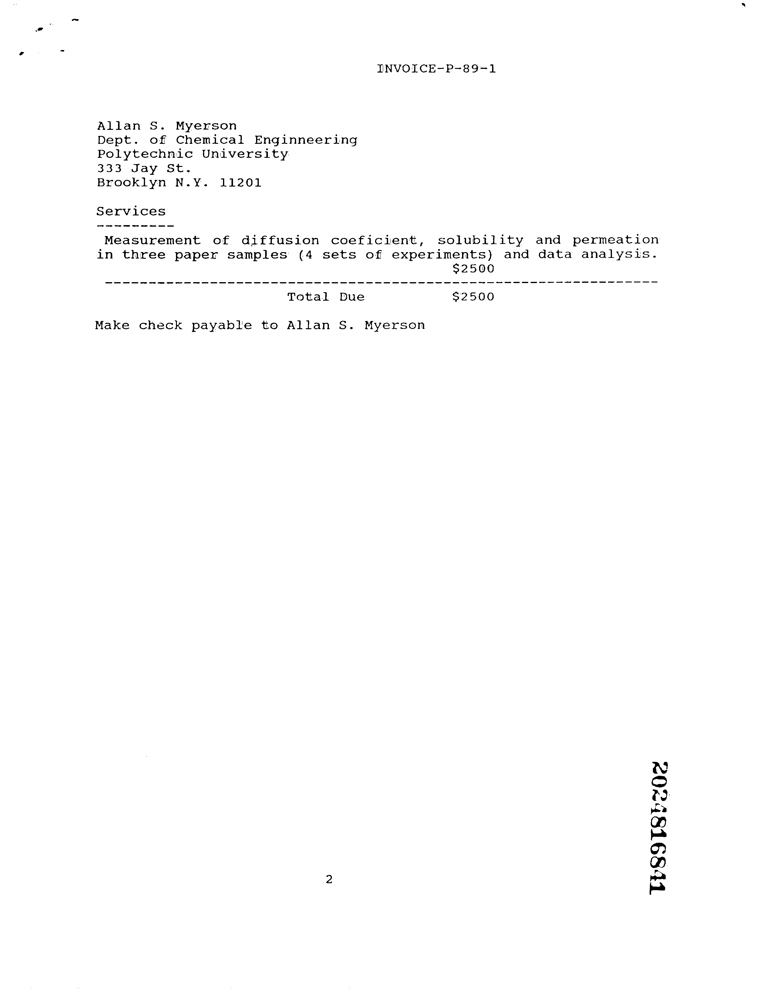 INVOICE-P-89-1
Allan S. Myerson
Dept. of Chemical Enginneering
Polytechnic University
333 Jay St.
Brooklyn N.Y. 11201
Services
---------
Measurement of diffusion coeficient, solubility and permeation
in three paper samples (4 sets of experiments) and data analysis.
$2500
----------------------------------------------------------------
Total Due $2500
Make check payable to Allan S. Myerson
2
2024816841